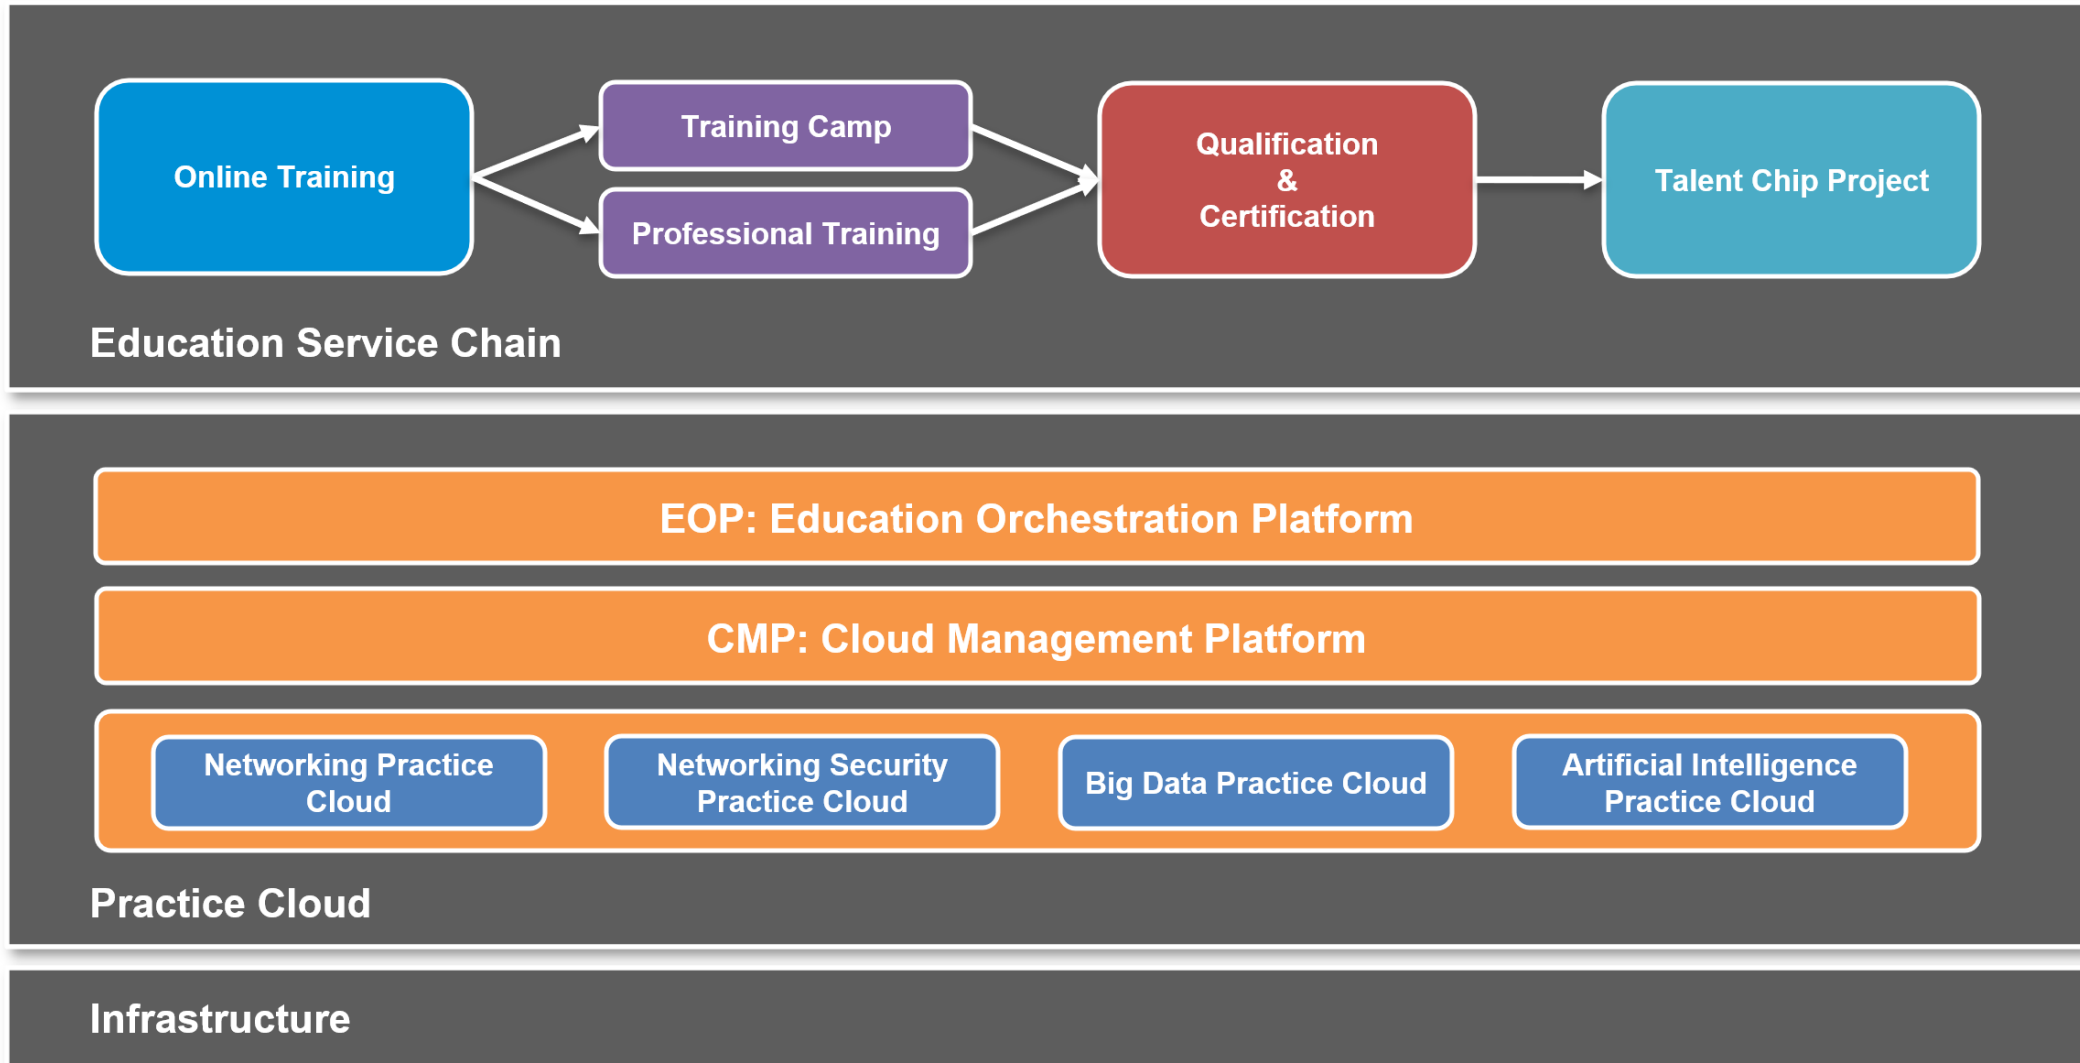 Online Training
Training Camp
Professional Training
Qualification
&
Certification
Talent Chip Project
Education Service Chain
EOP: Education Orchestration Platform
CMP: Cloud Management Platform
Networking Practice
Cloud
Networking Security
Practice Cloud
Big Data Practice Cloud
Artificial Intelligence
Practice Cloud
Practice Cloud
Infrastructure